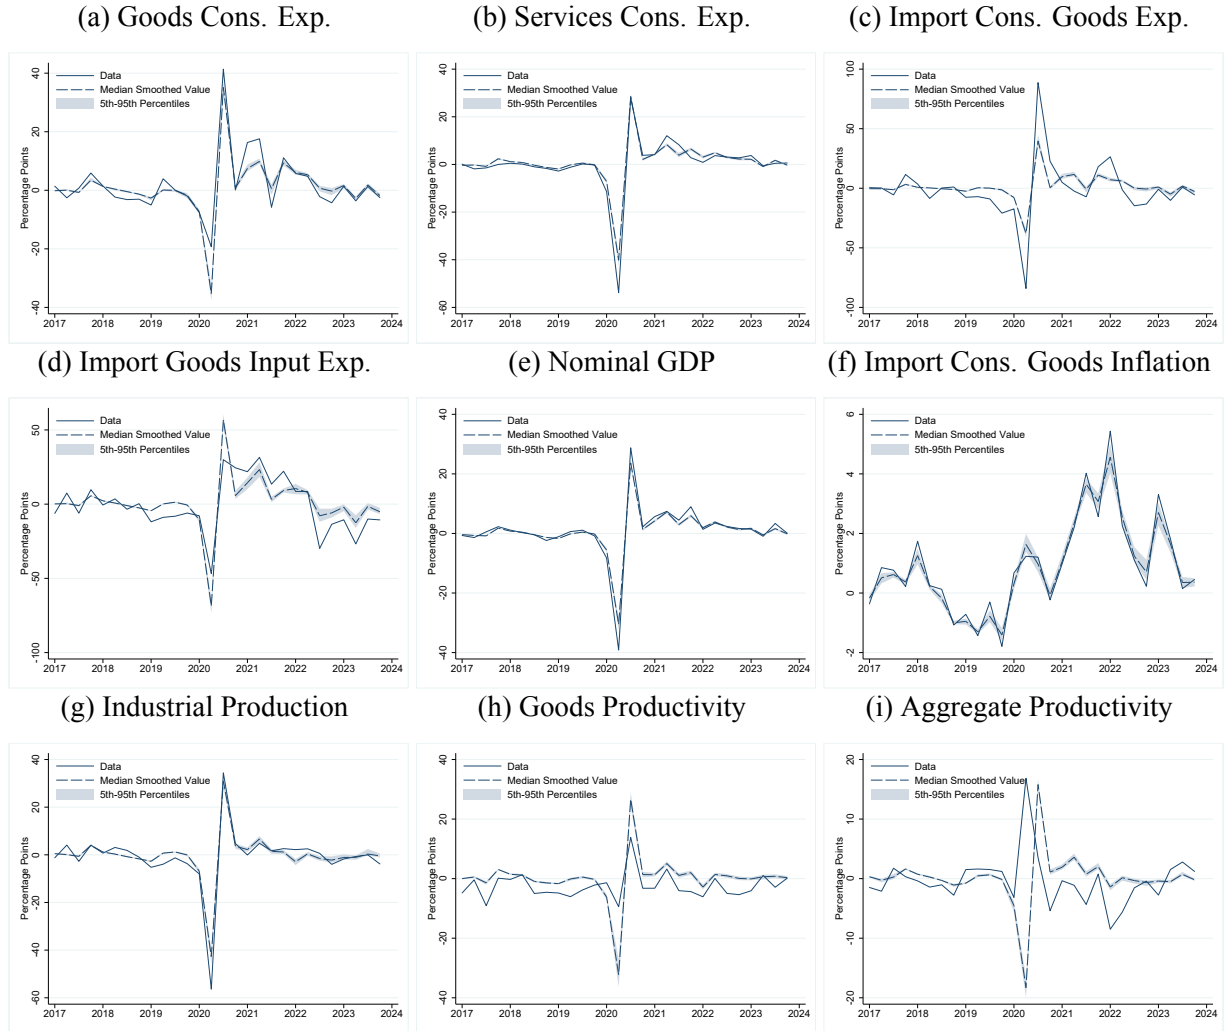 (a) Goods Cons. Exp.
(b) Services Cons. Exp.
(c) Import Cons. Goods Exp.
Percentage Points
40
20
0
-20
-40
Data
Median Smoothed Value
5th-95th Percentiles
2017 2018 2019 2020 2021 2022 2023 2024
Percentage Points
40
20
0
-20
-40
-60
Data
Median Smoothed Value
5th-95th Percentiles
2017 2018 2019 2020 2021 2022 2023 2024
Percentage Points
100
50
0
-50
-100
Data
Median Smoothed Value
5th-95th Percentiles
2017 2018 2019 2020 2021 2022 2023 2024
(d) Import Goods Input Exp.
(e) Nominal GDP
(f) Import Cons. Goods Inflation
Percentage Points
50
0
-50
-100
Data
Median Smoothed Value
5th-95th Percentiles
2017 2018 2019 2020 2021 2022 2023 2024
Percentage Points
40
20
0
-20
-40
Data
Median Smoothed Value
5th-95th Percentiles
2017 2018 2019 2020 2021 2022 2023 2024
Percentage Points
6
4
2
0
-2
Data
Median Smoothed Value
5th-95th Percentiles
2017 2018 2019 2020 2021 2022 2023 2024
(g) Industrial Production
(h) Goods Productivity
(i) Aggregate Productivity
Percentage Points
40
20
0
-20
-40
-60
Data
Median Smoothed Value
5th-95th Percentiles
2017 2018 2019 2020 2021 2022 2023 2024
Percentage Points
40
20
0
-20
-40
Data
Median Smoothed Value
5th-95th Percentiles
2017 2018 2019 2020 2021 2022 2023 2024
Percentage Points
20
10
0
-10
-20
Data
Median Smoothed Value
5th-95th Percentiles
2017 2018 2019 2020 2021 2022 2023 2024